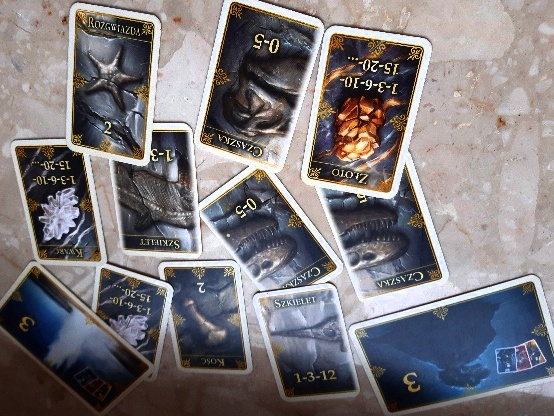 ROZGWIAZDA
2
0-5
CZASZKA
1-3-6-10-
15-20-...
ZŁOTO
1-3-6-10-
15-20-...
KWARC
1-3
SZKIELET
0-5
CZASZKA
5
CZASZKA
3
1-3-6-10-
15-20-...
2
KOŚĆ
SZKIELET
1-3-12
3